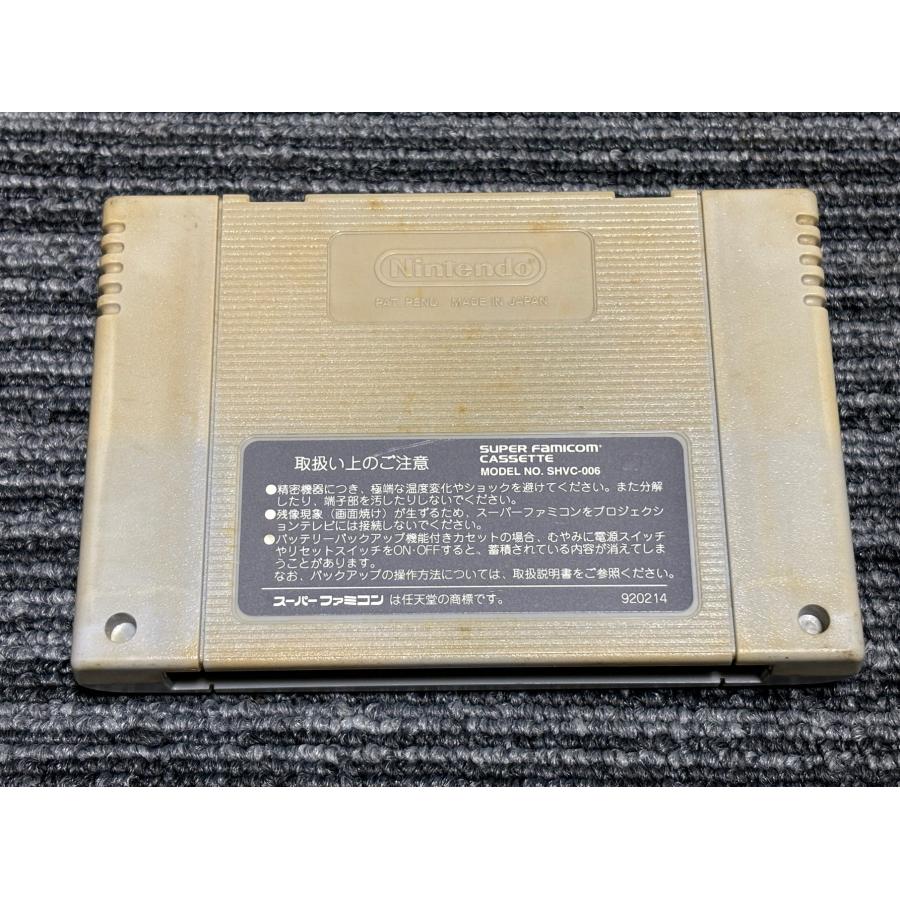 Nintendo
PAT. PEND. MADE IN JAPAN
取扱い上のご注意
SUPER FAMICOM
CASSETTE
MODEL NO. SHVC-006
●精密機器につき、極端な温度変化やショックを避けてください。また分解
したり、端子部を汚したりしないでください。
●残像現象（画面焼け）が生ずるため、スーパーファミコンをプロジェクシ
ョンテレビには接続しないでください。
●バッテリーバックアップ機能付きカセットの場合、むやみに電源スイッチ
やリセットスイッチをON・OFFすると、蓄積されている内容が消えてしま
うことがあります。
なお、バックアップの操作方法については、取扱説明書をご参照ください。
スーパーファミコン は任天堂の商標です。
920214